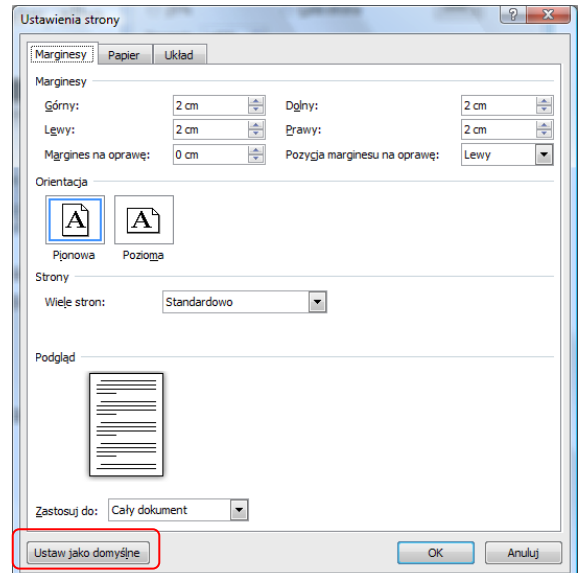 Ustawienia strony
Marginesy Papier Układ
Marginesy
Górny: 2 cm Dolny: 2 cm
Lewy: 2 cm Prawy: 2 cm
Margines na oprawę: 0 cm Pozycja marginesu na oprawę: Lewy
Orientacja
A A
Pionowa Pozioma
Strony
Wiele stron: Standardowo
Podgląd
Zastosuj do: Cały dokument
Ustaw jako domyślne OK Anuluj